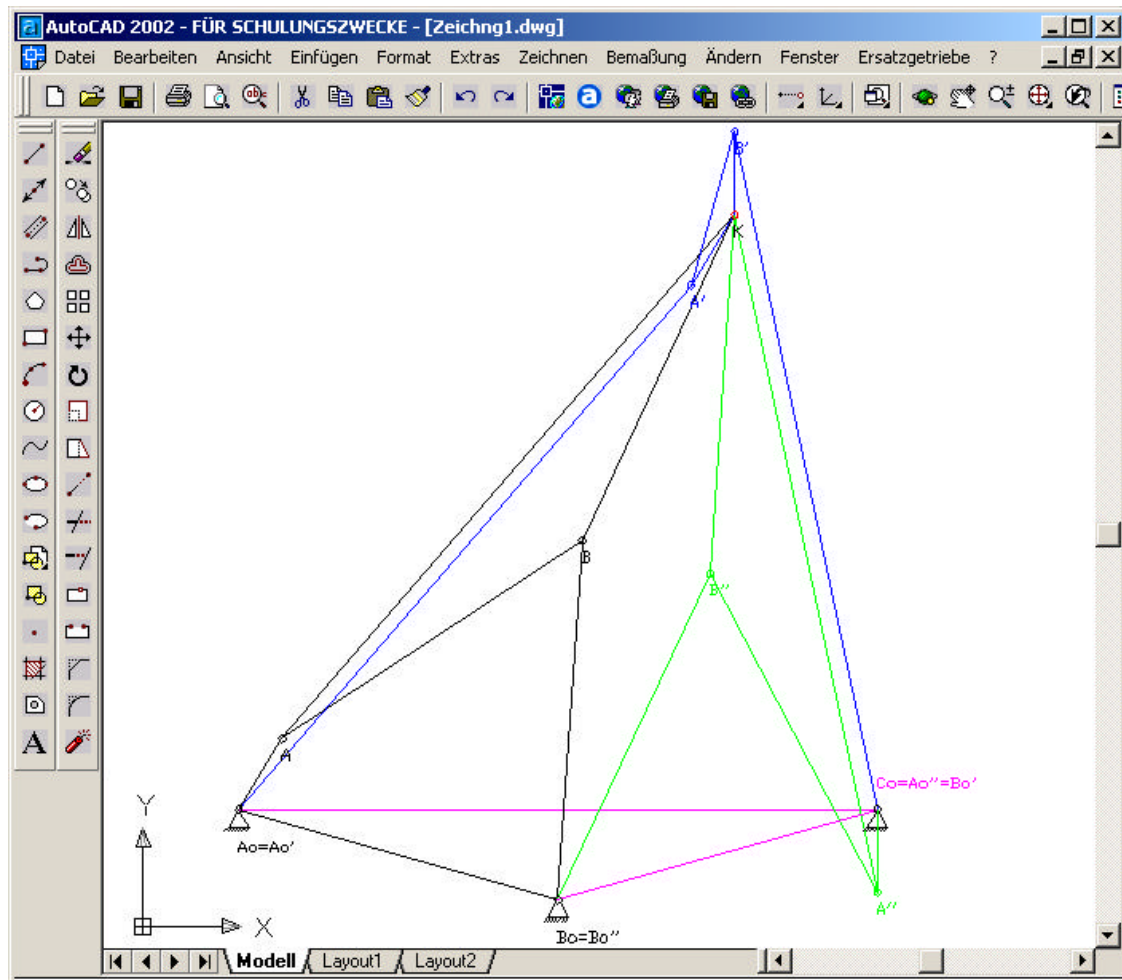 AutoCAD 2002 - FÜR SCHULUNGSZWECKE - [Zeichng1.dwg]
Datei Bearbeiten Ansicht Einfügen Format Extras Zeichnen Bemaßung Ändern Fenster Ersatzgetriebe ?
B'
K
A'
B
B''
A
Co=Ao''=Bo'
Y
Ao=Ao'
A''
X
Bo=Bo''
A
Modell Layout1 Layout2